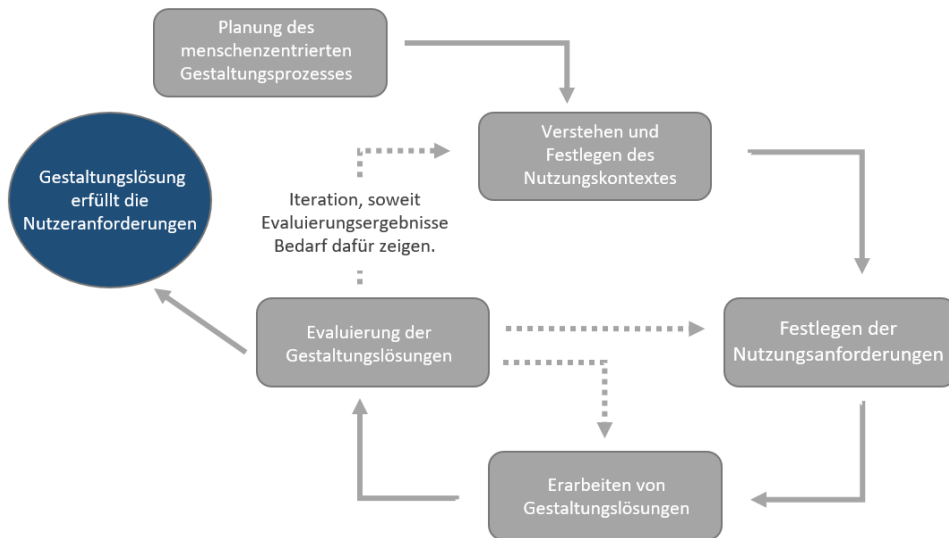 Planung des
menschenzentrierten
Gestaltungsprozesses
Verstehen und
Festlegen des
Nutzungskontextes
Gestaltungslösung
erfüllt die
Nutzeranforderungen
Iteration, soweit
Evaluierungsergebnisse
Bedarf dafür zeigen.
Evaluierung der
Gestaltungslösungen
Festlegen der
Nutzungsanforderungen
Erarbeiten von
Gestaltungslösungen